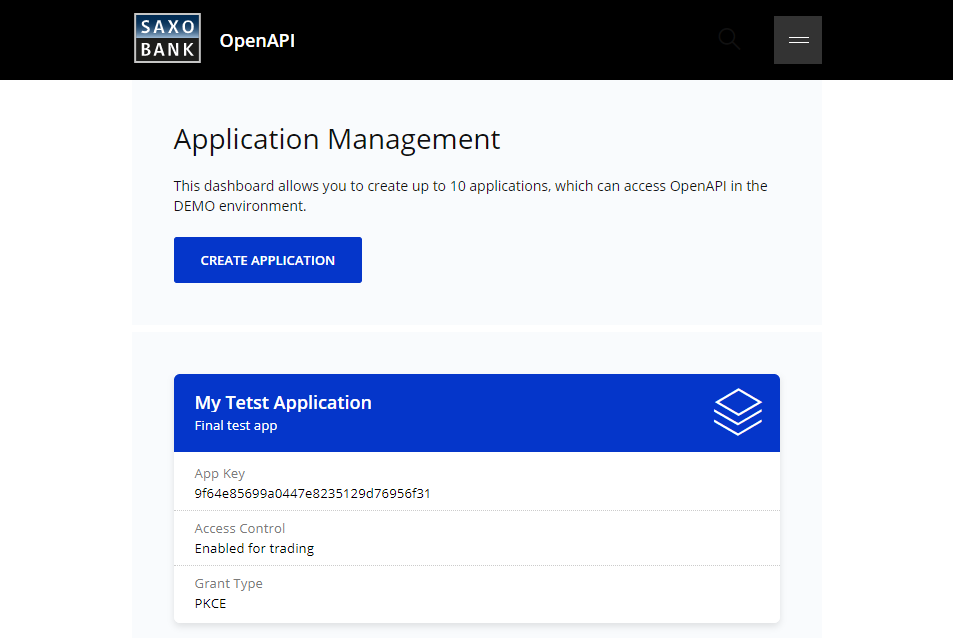 SAXO
BANK
OpenAPI
Application Management
This dashboard allows you to create up to 10 applications, which can access OpenAPI in the
DEMO environment.
CREATE APPLICATION
My Tetst Application
Final test app
App Key
9f64e85699a0447e8235129d76956f31
Access Control
Enabled for trading
Grant Type
PKCE